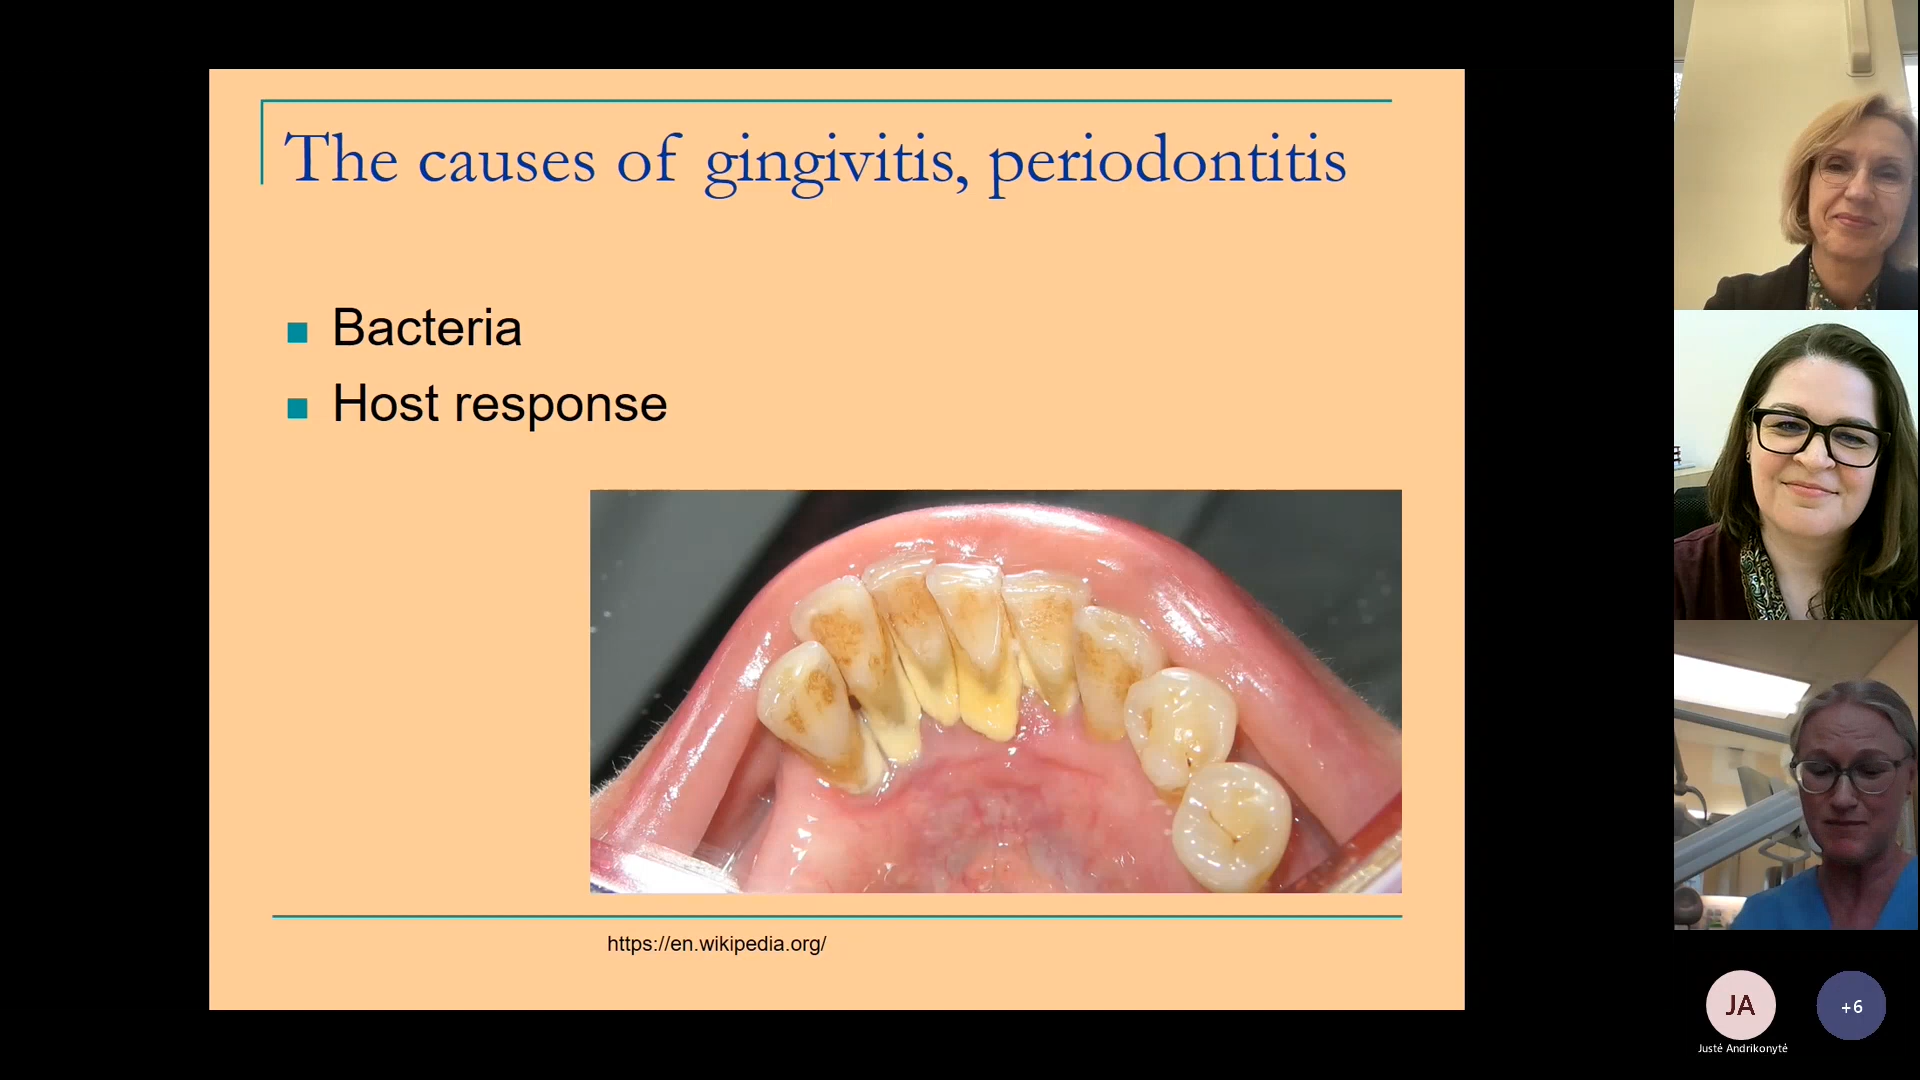 The causes of gingivitis, periodontitis
Bacteria
Host response
https://en.wikipedia.org/
JA
+6
Justė Andrikonytė